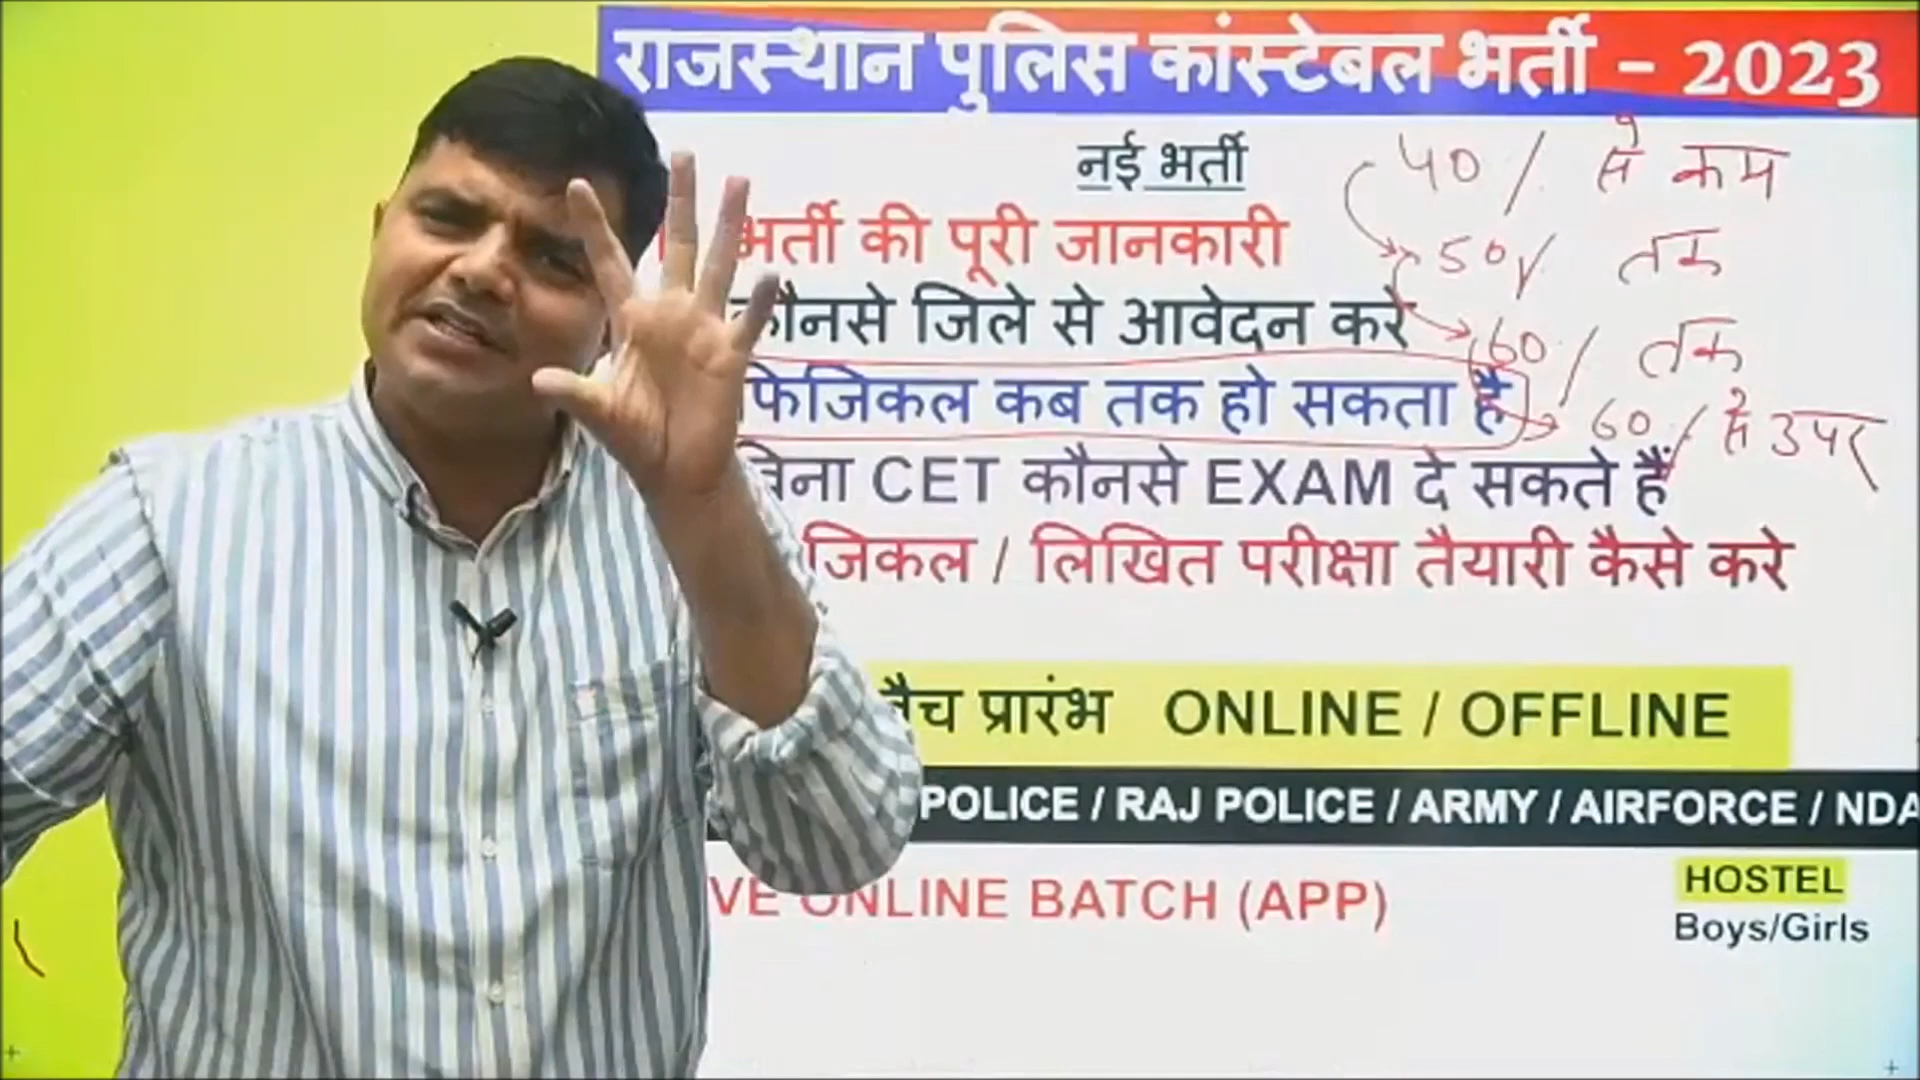 राजस्थान पुलिस कांस्टेबल भर्ती - 2023
नई भर्ती
40% से कम
भर्ती की पूरी जानकारी
50% तक
कौनसे जिले से आवेदन करे
60% तक
फिजिकल कब तक हो सकता है
60% से उपर
बिना CET कौनसे EXAM दे सकते हैं
जिकल / लिखित परीक्षा तैयारी कैसे करे
बैच प्रारंभ ONLINE / OFFLINE
POLICE / RAJ POLICE / ARMY / AIRFORCE / NDA
VE ONLINE BATCH (APP)
HOSTEL
Boys/Girls